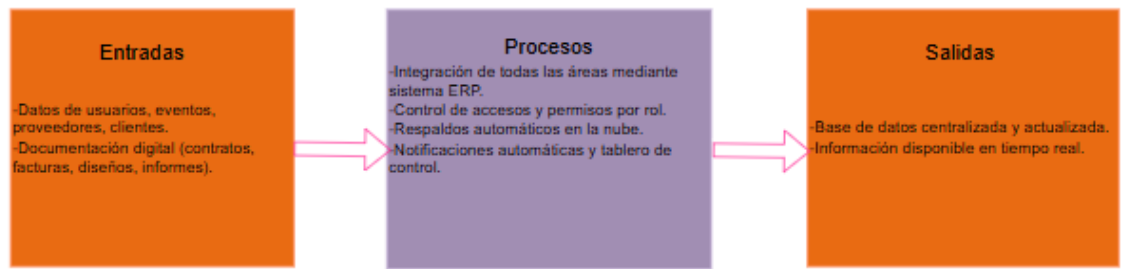 Entradas
-Datos de usuarios, eventos,
proveedores, clientes.
-Documentación digital (contratos,
facturas, diseños, informes).
Procesos
-Integración de todas las áreas mediante
sistema ERP.
-Control de accesos y permisos por rol.
-Respaldos automáticos en la nube.
-Notificaciones automáticas y tablero de
control.
Salidas
-Base de datos centralizada y actualizada.
-Información disponible en tiempo real.